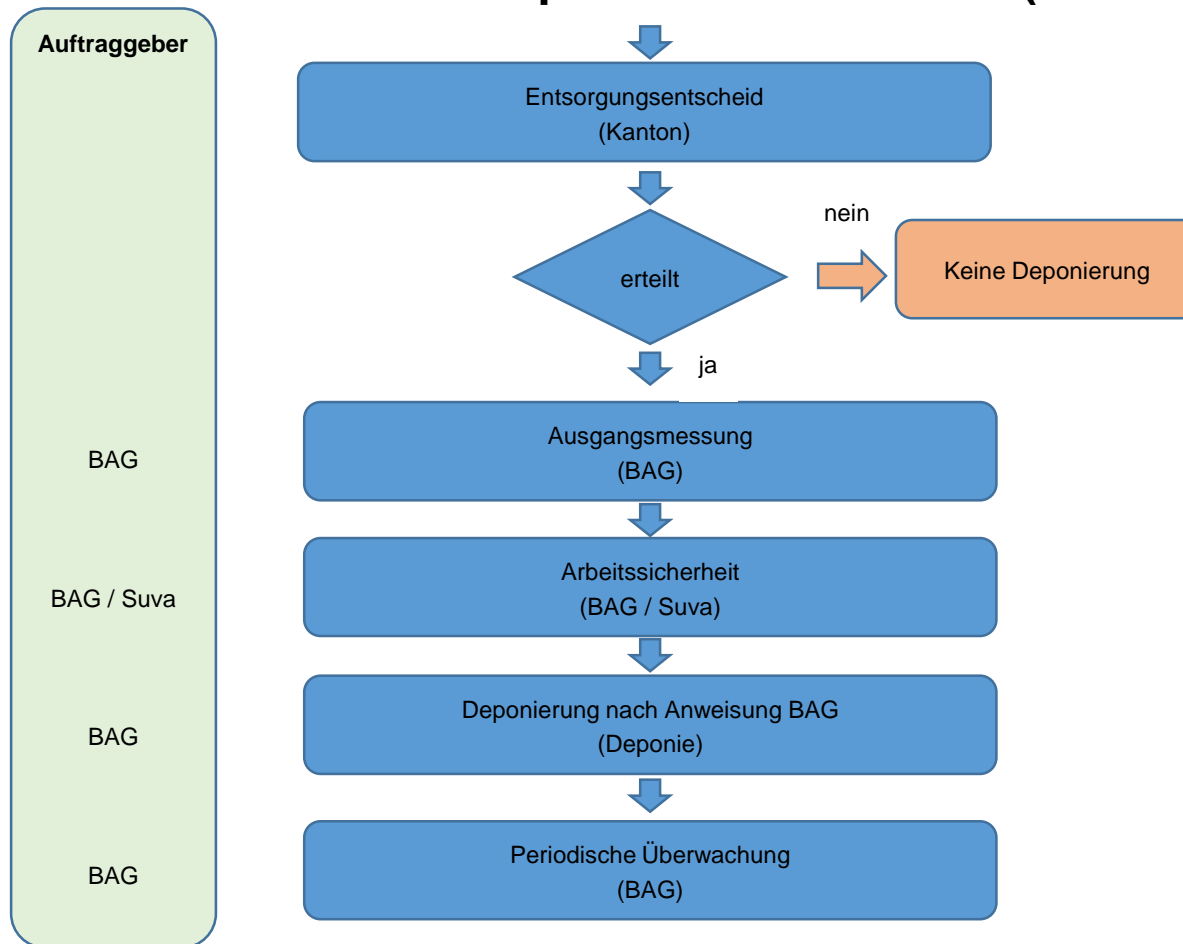 Auftraggeber
Entsorgungsentscheid
(Kanton)
erteilt
nein
Keine Deponierung
ja
BAG
Ausgangsmessung
(BAG)
BAG / Suva
Arbeitssicherheit
(BAG / Suva)
BAG
Deponierung nach Anweisung BAG
(Deponie)
BAG
Periodische Überwachung
(BAG)